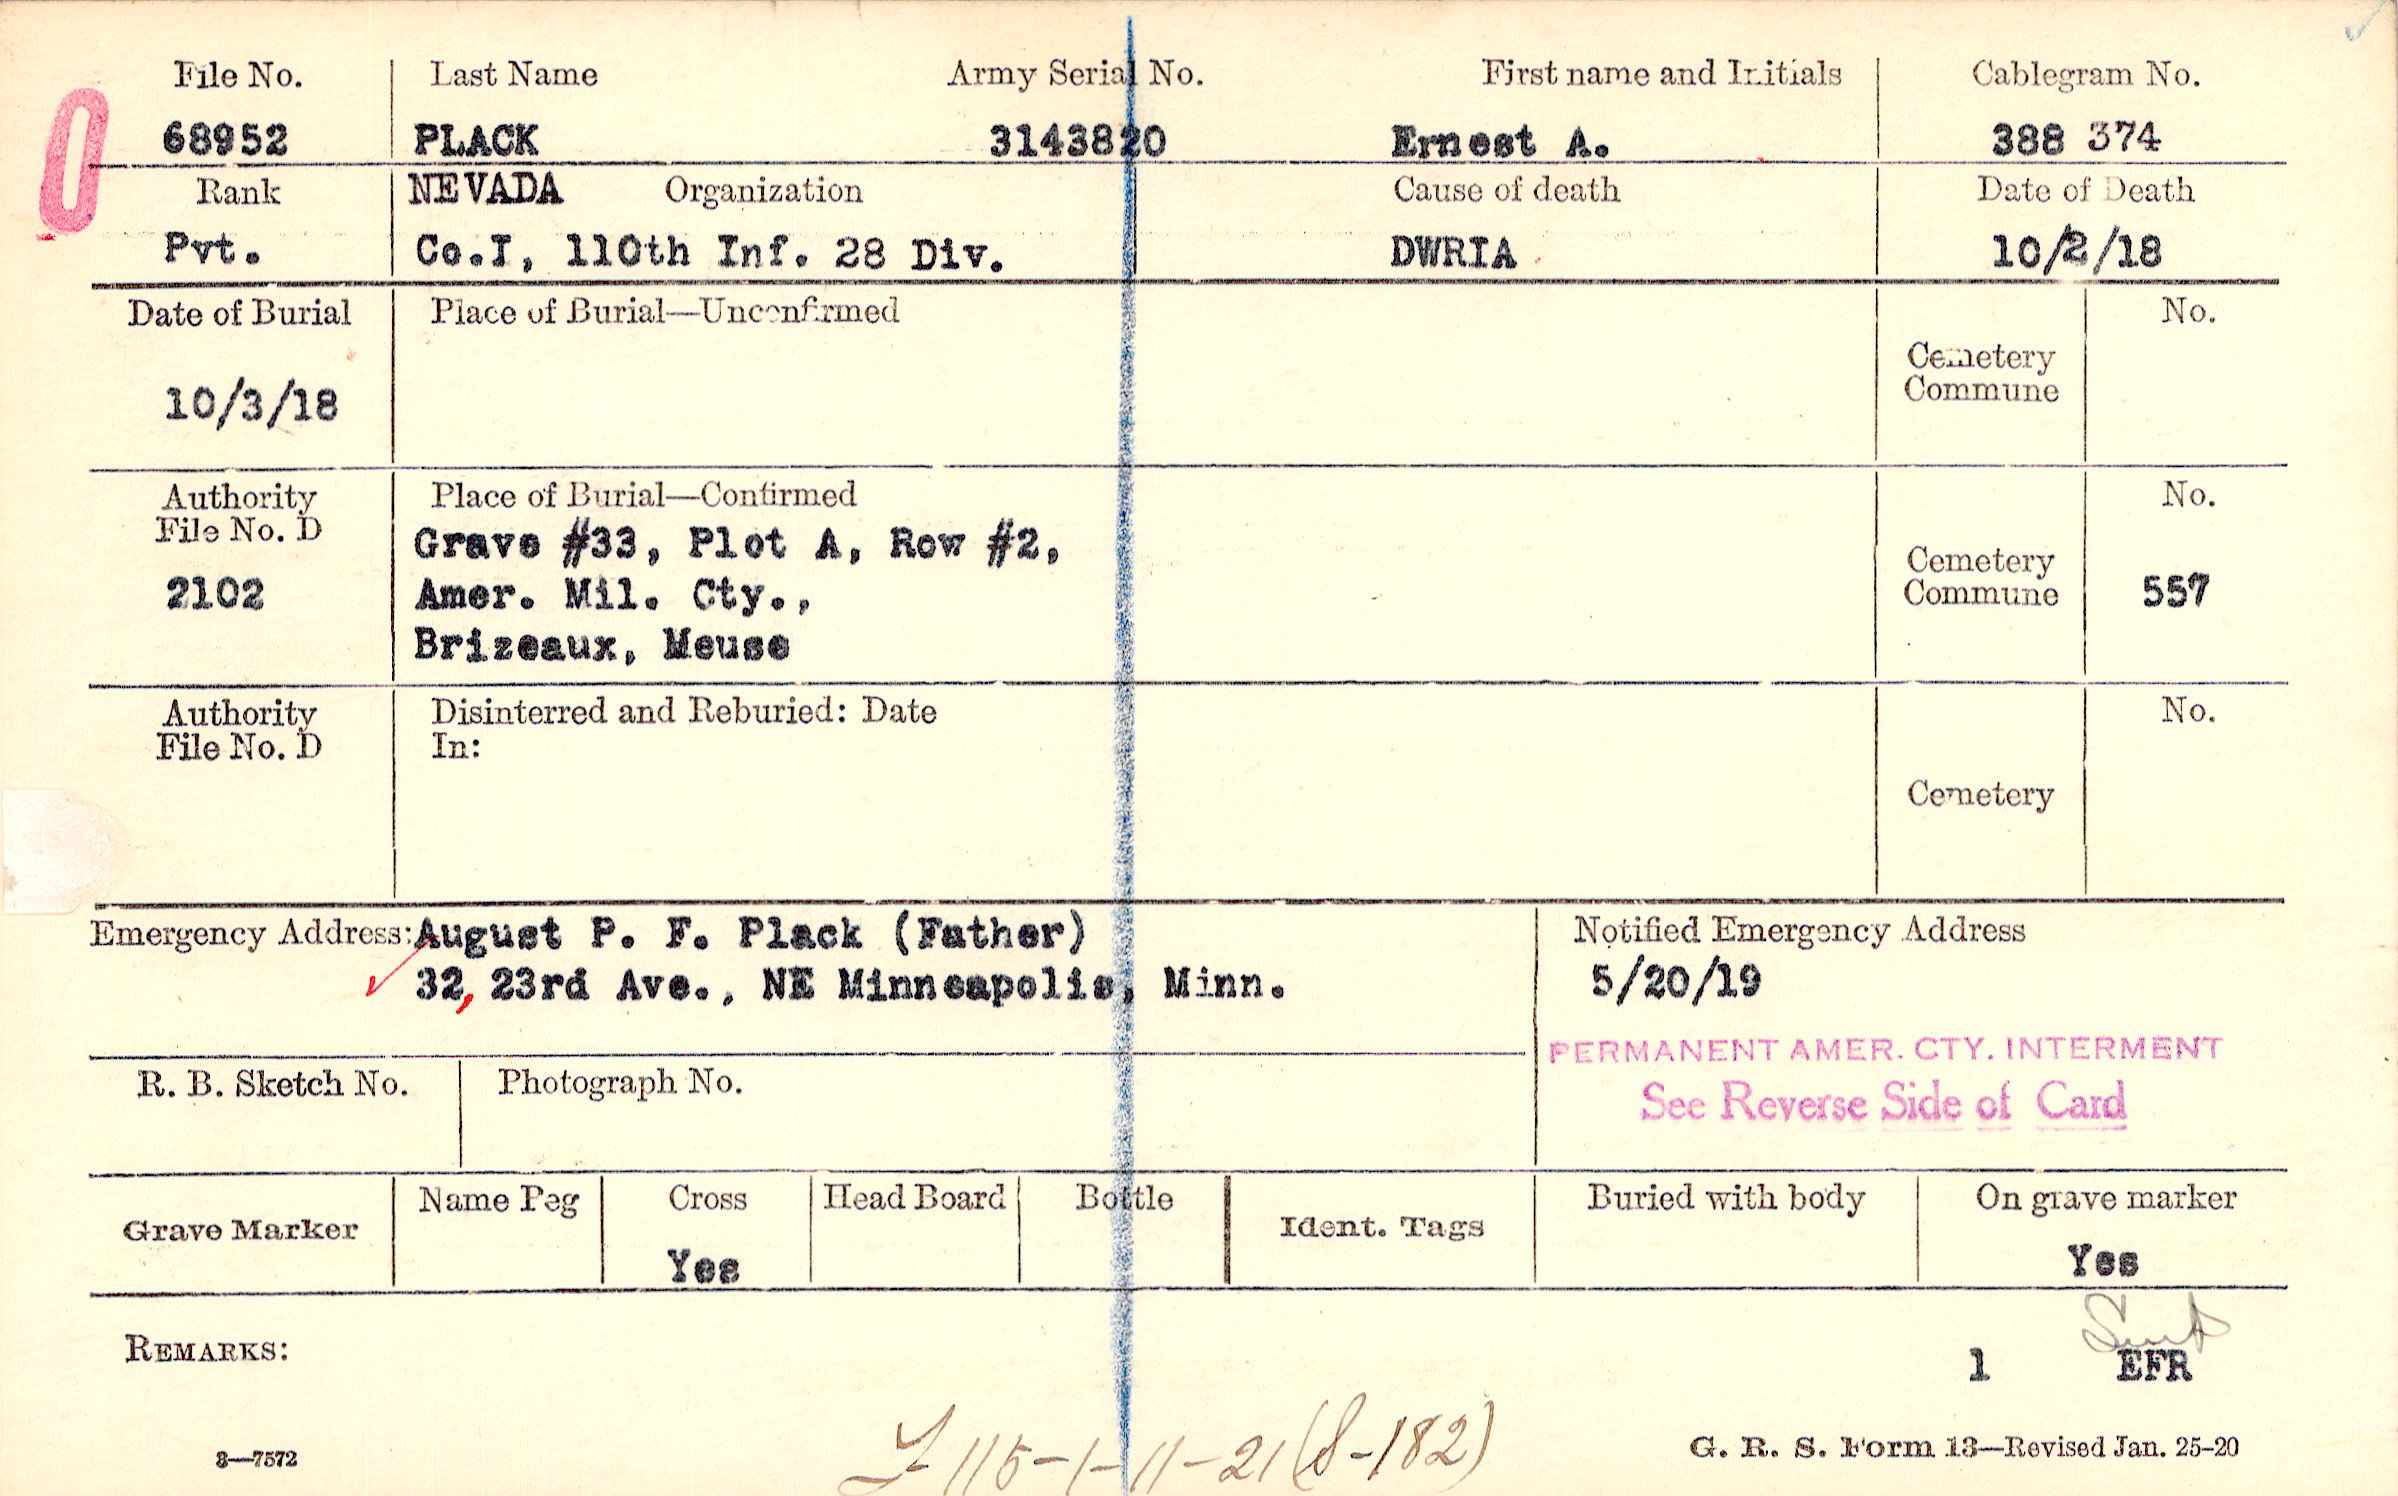 File No. Last Name Army Serial No. First name and Initials Cablegram No.
0
68952 PLACK 3143820 Ernest A. 388 374
Rank NEVADA Organization Cause of death Date of Death
Pvt. Co.I, 110th Inf. 28 Div. DWRIA 10/2/18
Date of Burial Place of Burial—Unconfirmed No.
Cemetery
Commune
10/3/18
Authority Place of Burial—Confirmed No.
File No. D
Grave #33, Plot A, Row #2,
Cemetery
2102 Amer. Mil. Cty., Commune 557
Brizeaux, Meuse
Authority Disinterred and Reburied: Date No.
File No. D In:
Cemetery
Emergency Address: August P. F. Plack (Father) Notified Emergency Address
32, 23rd Ave., NE Minneapolis, Minn. 5/20/19
PERMANENT AMER. CTY. INTERMENT
R. B. Sketch No. Photograph No. See Reverse Side of Card
Grave Marker Name Peg Cross Head Board Bottle Ident. Tags Buried with body On grave marker
Yes Yes
REMARKS:
1 EFR
115-1-11-21 (S-182)
3—7572 G. R. S. Form 13—Revised Jan. 25-20